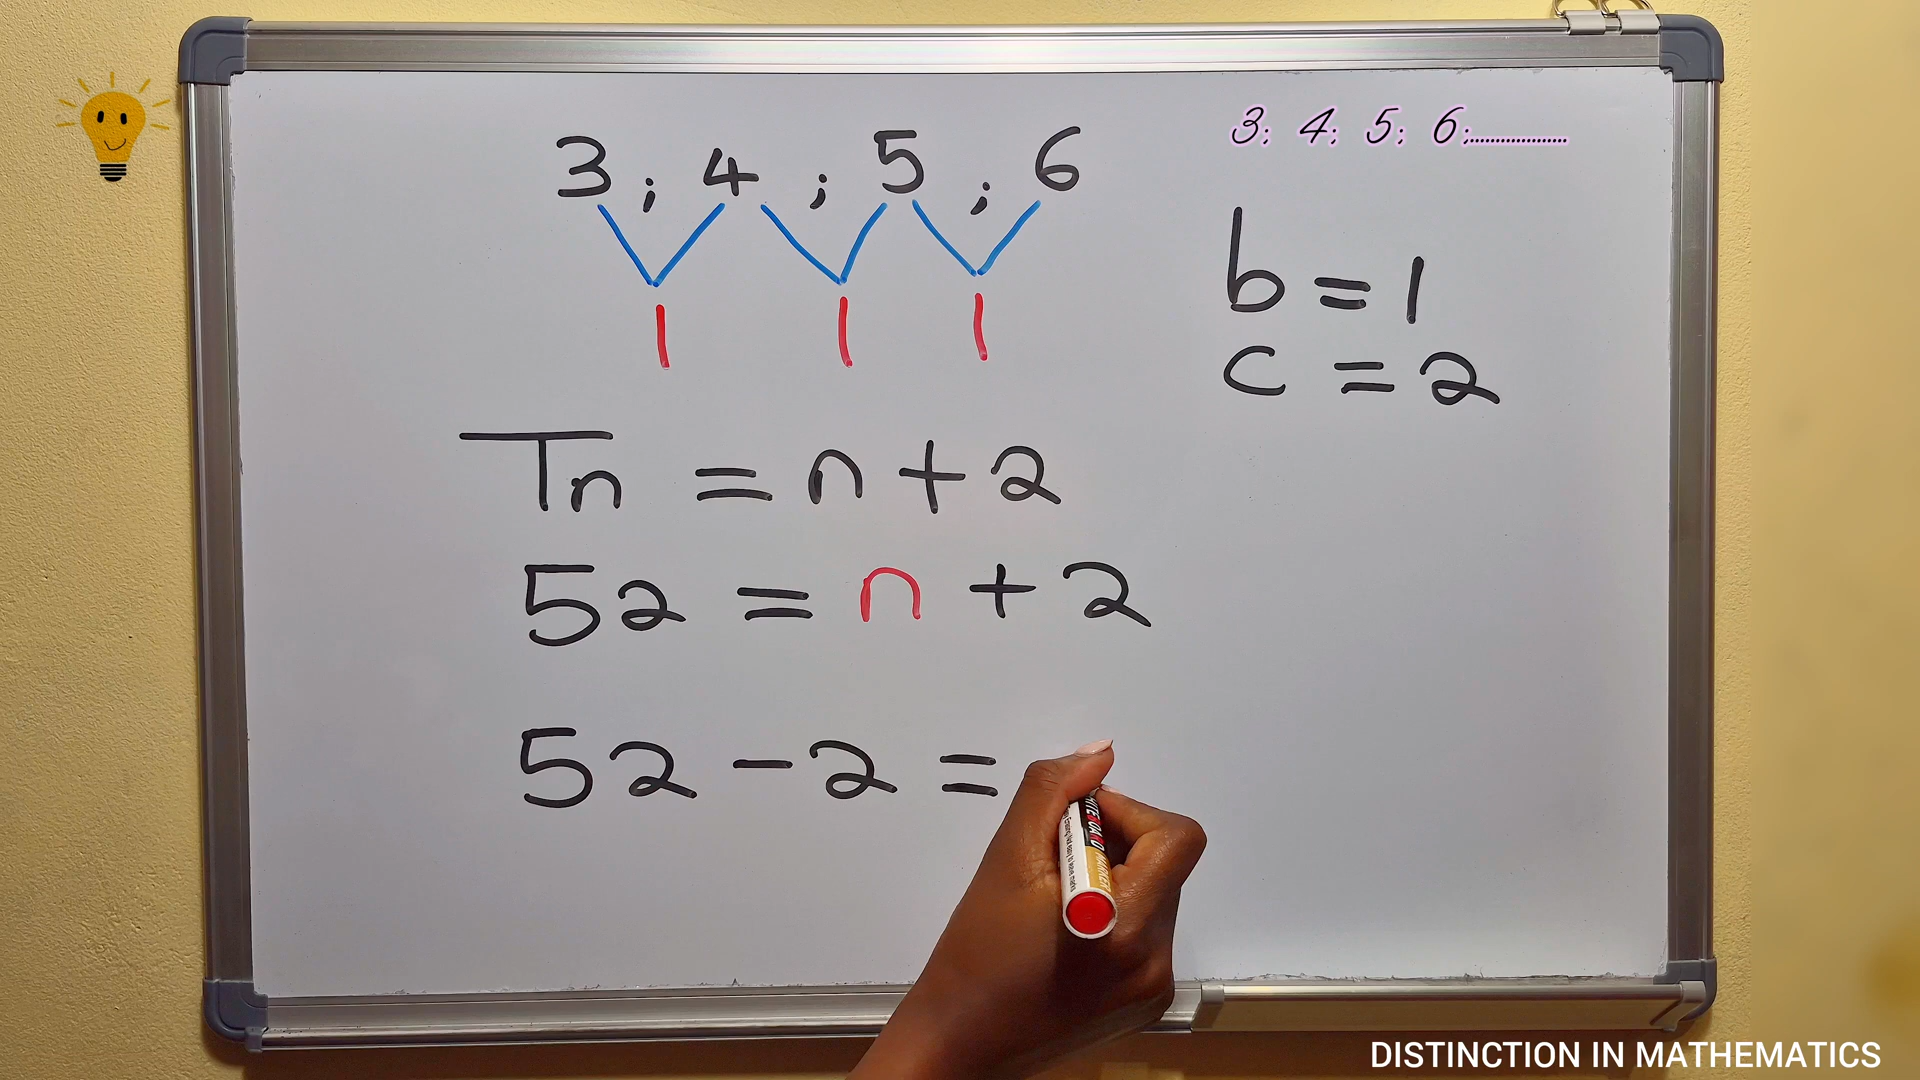 3 ; 4 ; 5 ; 6
1 1 1
3; 4; 5; 6;..................
b = 1
c = 2
Tn = n + 2
52 = n + 2
52 - 2 =
DISTINCTION IN MATHEMATICS